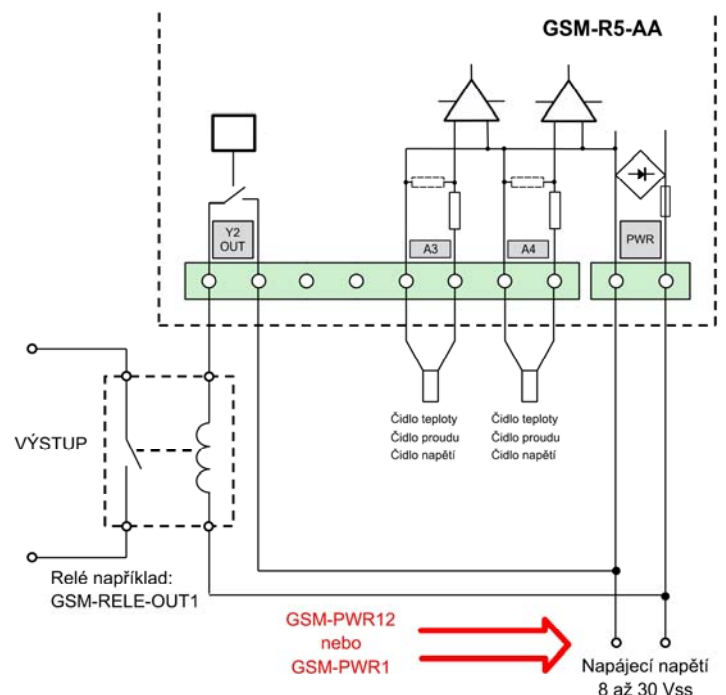 GSM-R5-AA
Y2
OUT
A3
A4
PWR
Čidlo teploty
Čidlo proudu
Čidlo napětí
Čidlo teploty
Čidlo proudu
Čidlo napětí
VÝSTUP
Relé například:
GSM-RELE-OUT1
GSM-PWR12
nebo
GSM-PWR1
Napájecí napětí
8 až 30 Vss